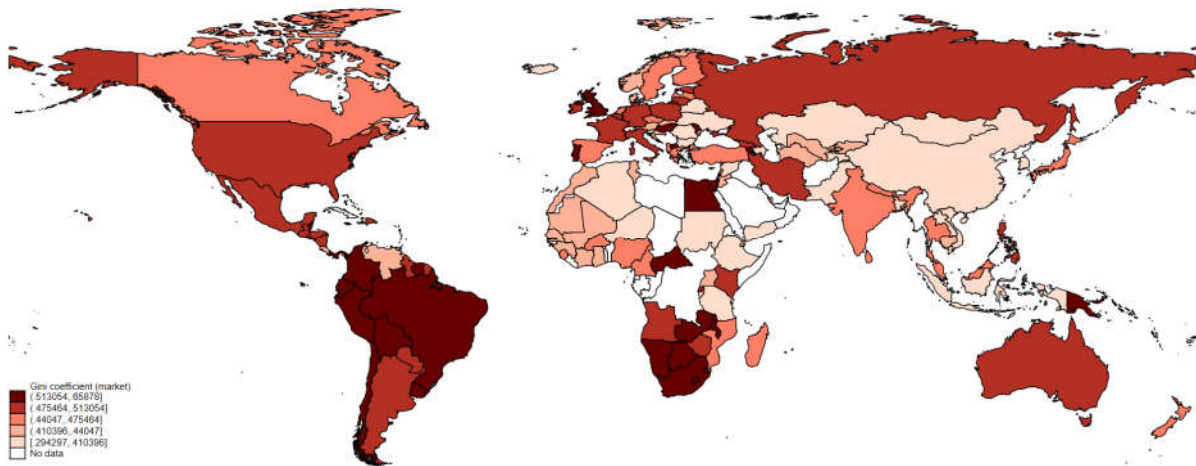 Gini coefficient (market)
(.513054,.65878]
(.475464,.513054]
(.44047,.475464]
(.410396,.44047]
[.294297,.410396]
No data